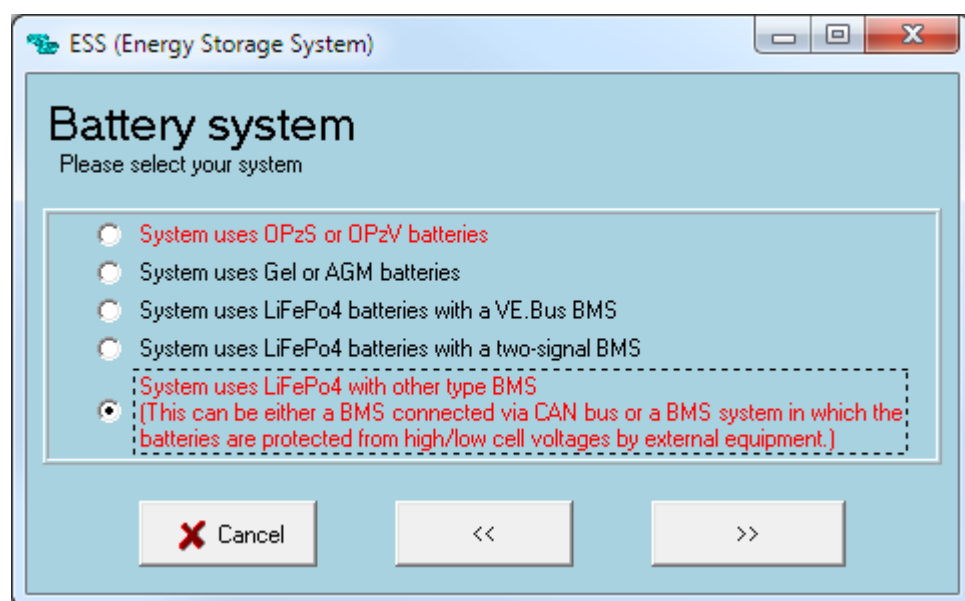 ESS (Energy Storage System)
Battery system
Please select your system
System uses OPzS or OPzV batteries
System uses Gel or AGM batteries
System uses LiFePo4 batteries with a VE.Bus BMS
System uses LiFePo4 batteries with a two-signal BMS
System uses LiFePo4 with other type BMS
(This can be either a BMS connected via CAN bus or a BMS system in which the
batteries are protected from high/low cell voltages by external equipment.)
Cancel
<<
>>